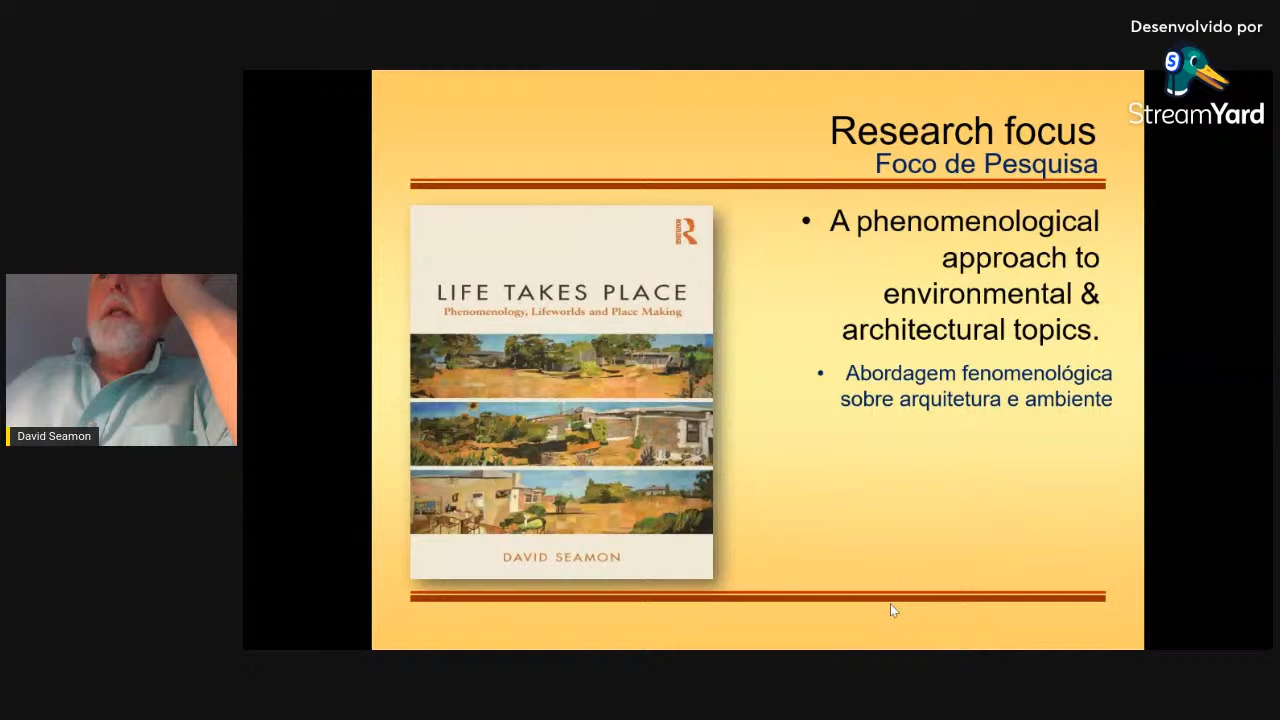 Desenvolvido por
StreamYard
Research focus
Foco de Pesquisa
• A phenomenological
approach to
environmental &
architectural topics.
• Abordagem fenomenológica
sobre arquitetura e ambiente
R
ROUTLEDGE
LIFE TAKES PLACE
Phenomenology, Lifeworlds and Place Making
DAVID SEAMON
David Seamon